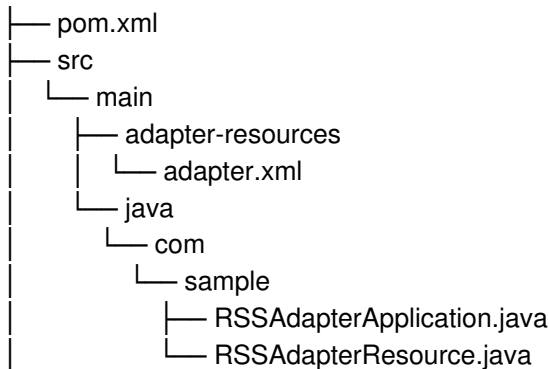 ├── pom.xml
├── src
│   └── main
│       ├── adapter-resources
│       │   └── adapter.xml
│       └── java
│           └── com
│               └── sample
│                   ├── RSSAdapterApplication.java
│                   └── RSSAdapterResource.java